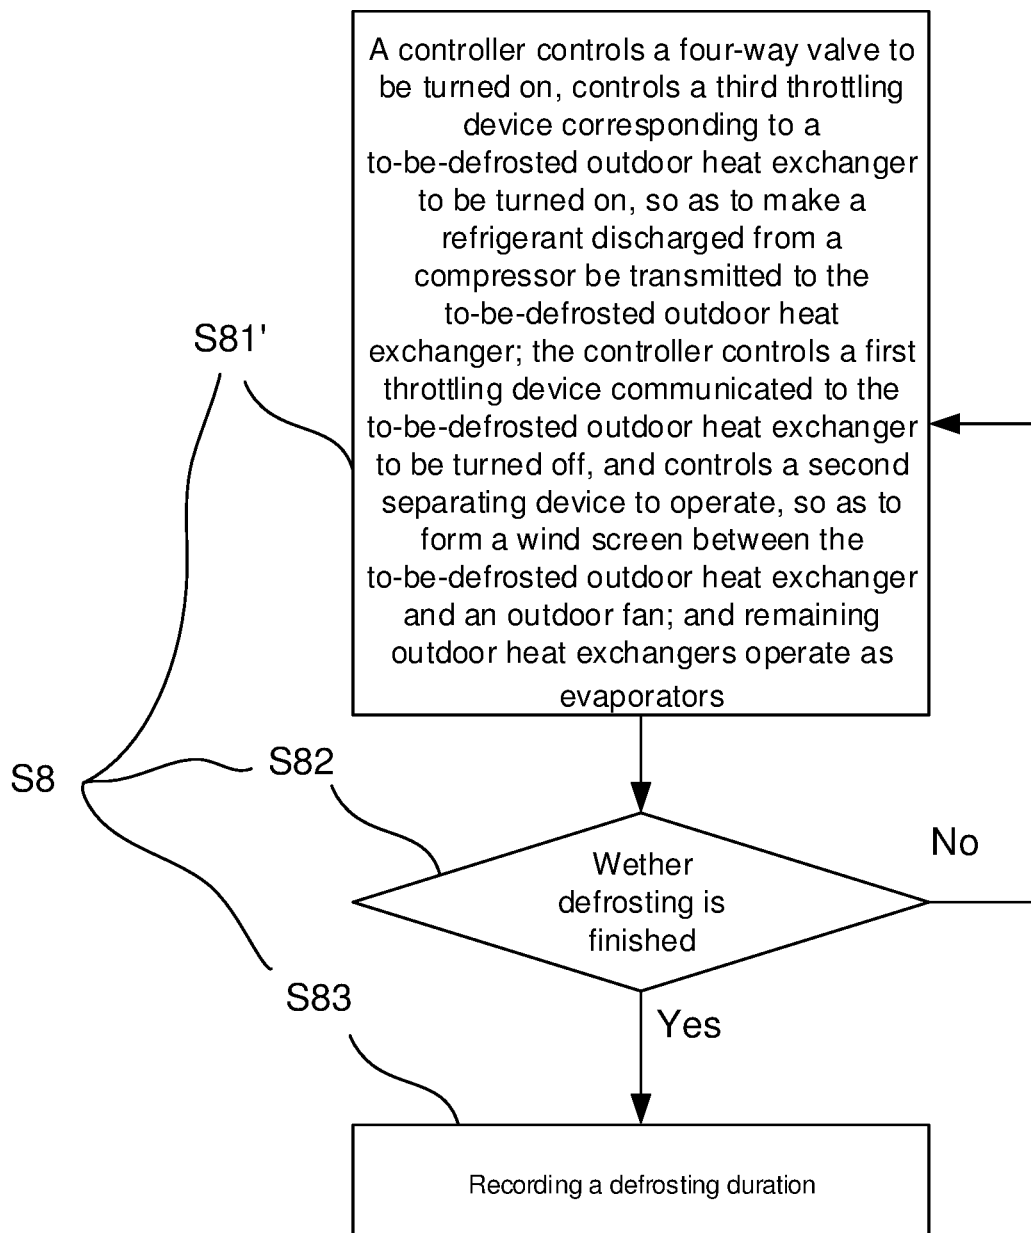 A controller controls a four-way valve to
be turned on, controls a third throttling
device corresponding to a
to-be-defrosted outdoor heat exchanger
to be turned on, so as to make a
refrigerant discharged from a
compressor be transmitted to the
to-be-defrosted outdoor heat
exchanger; the controller controls a first
throttling device communicated to the
to-be-defrosted outdoor heat exchanger
to be turned off, and controls a second
separating device to operate, so as to
form a wind screen between the
to-be-defrosted outdoor heat exchanger
and an outdoor fan; and remaining
outdoor heat exchangers operate as
evaporators
S81'
S8
S82
Wether
defrosting is
finished
No
Yes
S83
Recording a defrosting duration